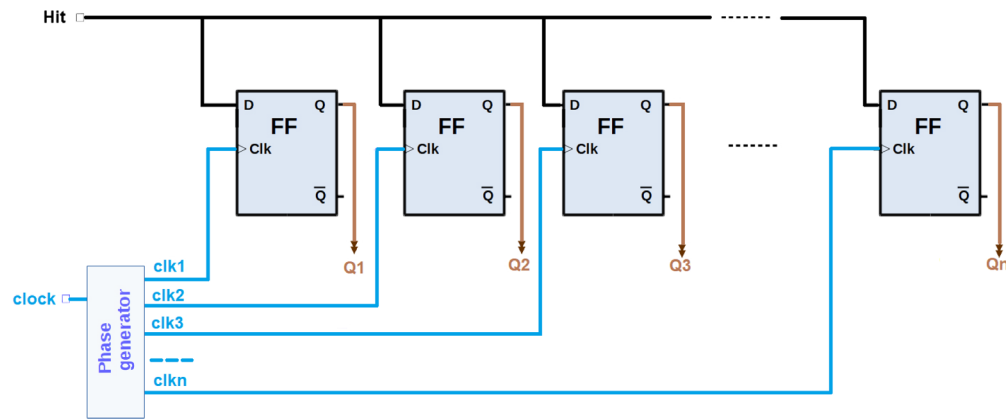 Hit
D Q D Q D Q D Q
FF FF FF FF
Clk Clk Clk Clk
Q Q Q Q
Q1 Q2 Q3 Qn
clock
Phase
generator
clk1
clk2
clk3
clkn